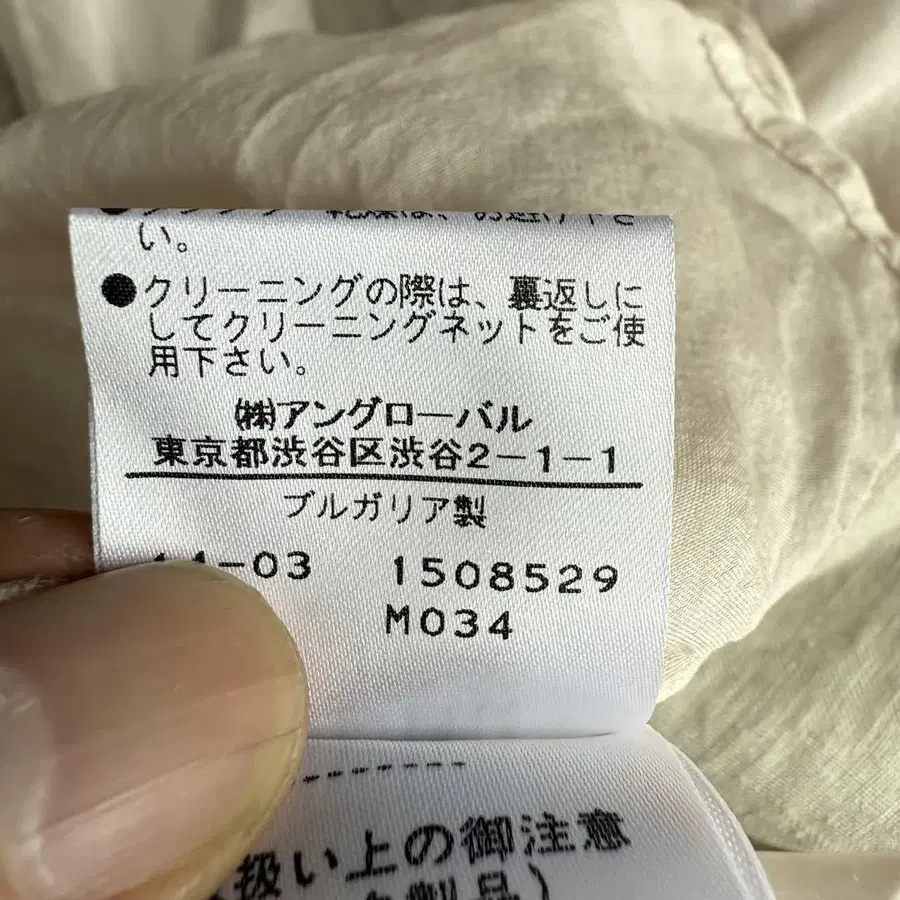 い。
●クリーニングの際は、裏返しに
してクリーニングネットをご使
用下さい。
㈱アングローバル
東京都渋谷区渋谷2-1-1
ブルガリア製
-03 1508529
M034
扱い上の御注意